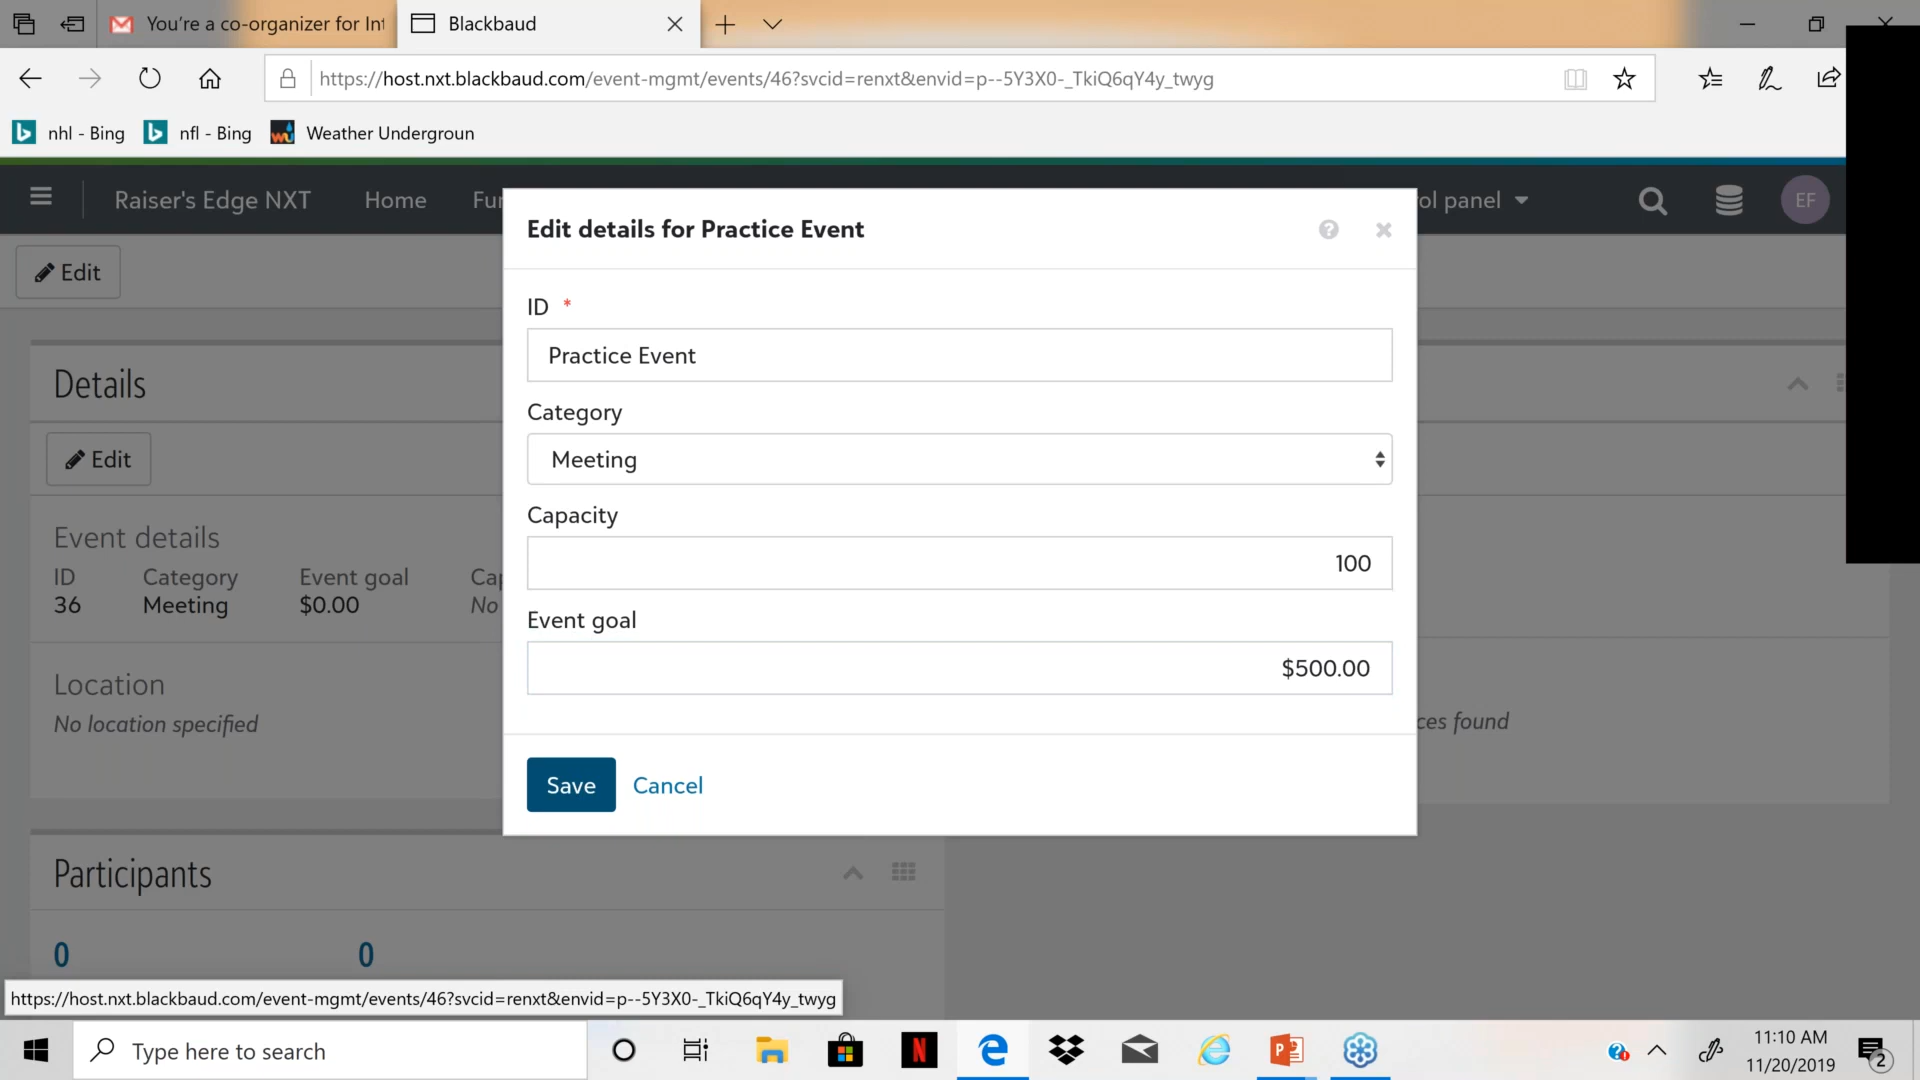 You're a co-organizer for Int
Blackbaud
https://host.nxt.blackbaud.com/event-mgmt/events/46?svcid=renxt&envid=p--5Y3X0-_TkiQ6qY4y_twyg
nhl - Bing
nfl - Bing
Weather Undergroun
Raiser's Edge NXT
Home
Fu
ol panel
EF
Edit
Edit details for Practice Event
ID *
Practice Event
Category
Meeting
Capacity
100
Event goal
$500.00
Save
Cancel
Details
Edit
Event details
ID Category Event goal Cap
36 Meeting $0.00 No
Location
No location specified
ces found
Participants
0 0
https://host.nxt.blackbaud.com/event-mgmt/events/46?svcid=renxt&envid=p--5Y3X0-_TkiQ6qY4y_twyg
Type here to search
11:10 AM
11/20/2019
2